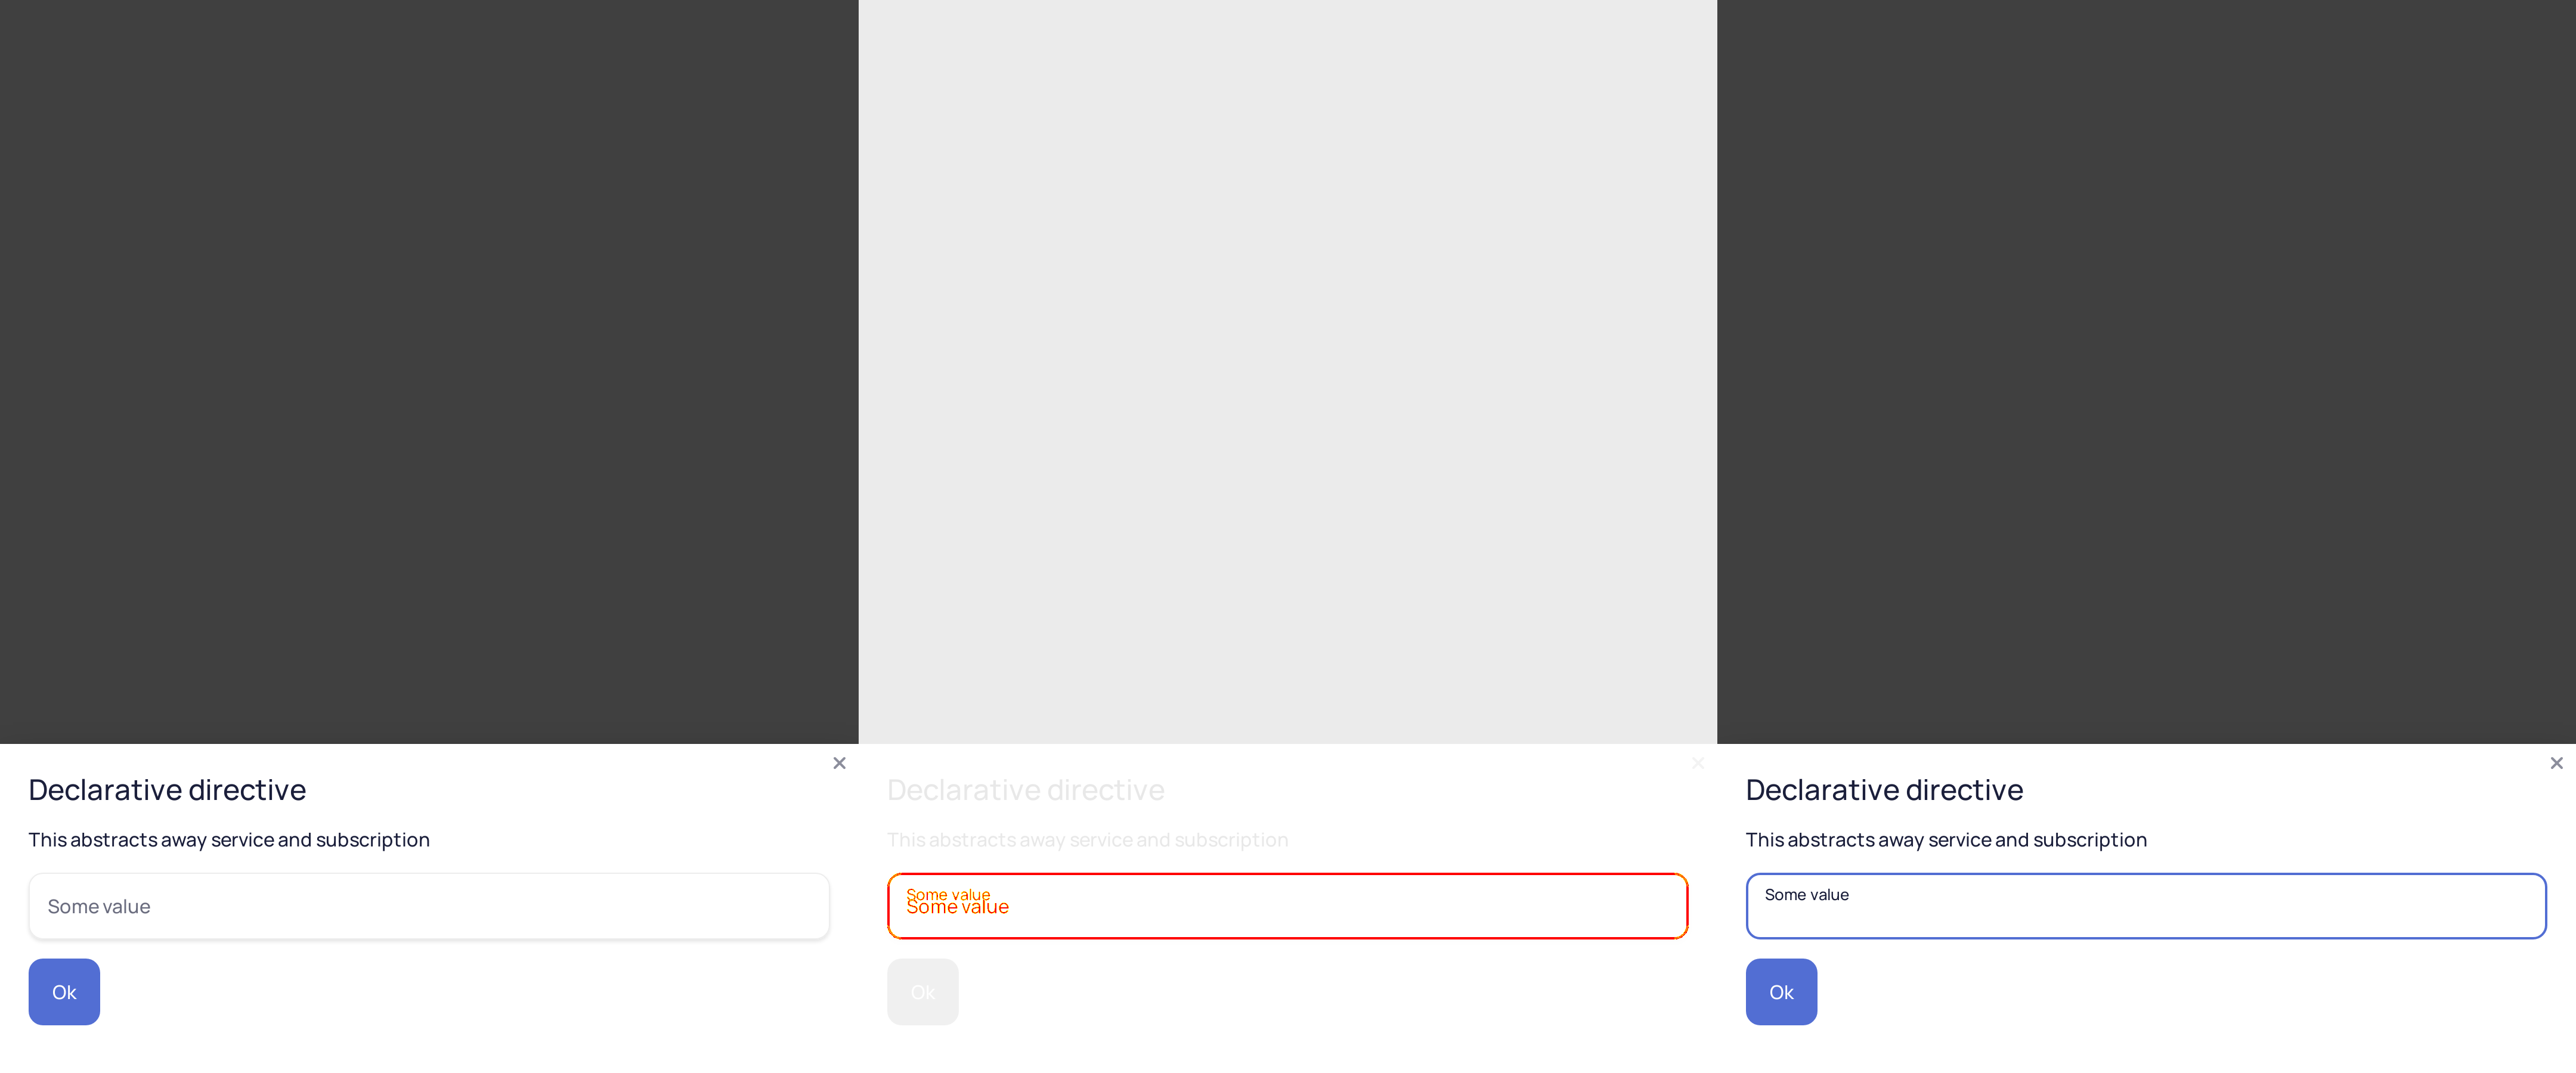 Declarative directive
This abstracts away service and subscription
Some value
Ok
Declarative directive
This abstracts away service and subscription
Some value
Some value
Ok
Declarative directive
This abstracts away service and subscription
Some value
Ok